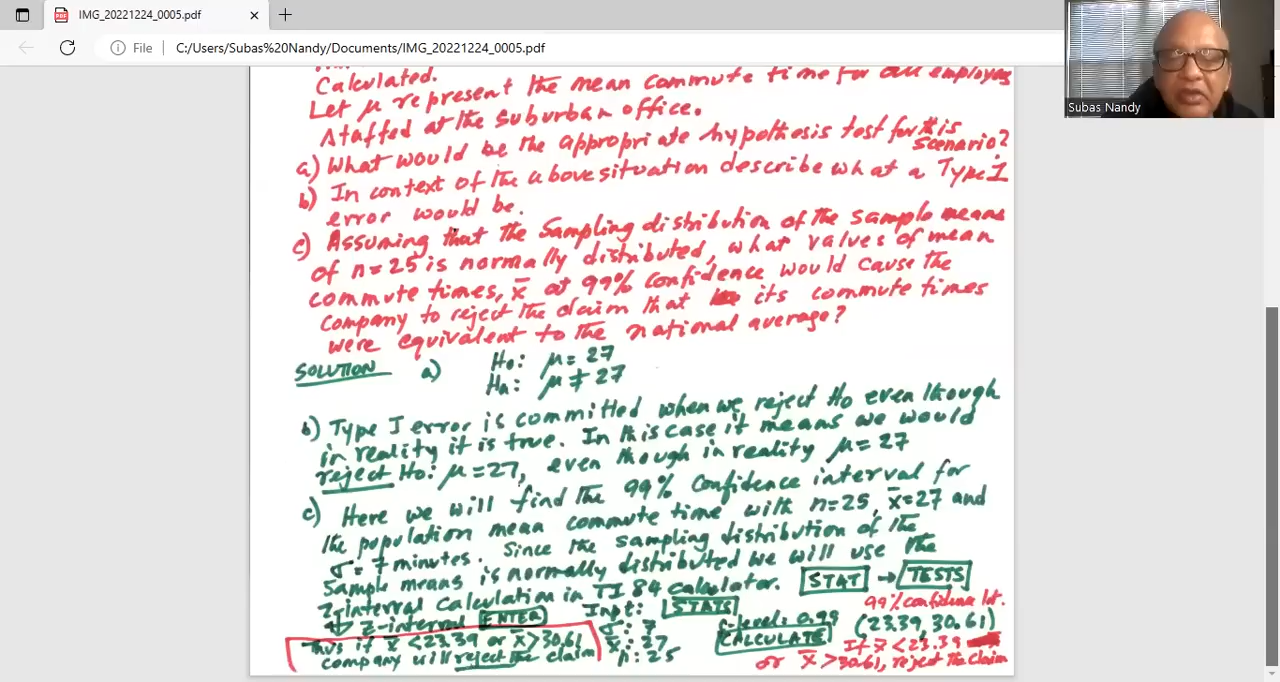 IMG_20221224_0005.pdf
File C:/Users/Subas%20Nandy/Documents/IMG_20221224_0005.pdf
Subas Nandy
Calculated.
Let μ represent the mean commute time for all employees
staffed at the suburban office.
a) What would be the appropriate hypothesis test for this
scenario?
b) In context of the above situation describe what a Type I
error would be.
c) Assuming that the sampling distribution of the sample means
of n=25 is normally distributed, what values of mean
commute times, x̄ at 99% confidence would cause the
company to reject the claim that its commute times
were equivalent to the national average?
SOLUTION a) H₀: μ = 27
Ha: μ ≠ 27
b) Type I error is committed when we reject H₀ even though
in reality it is true. In this case it means we would
reject H₀: μ = 27, even though in reality μ = 27
c) Here we will find the 99% confidence interval for
the population mean commute time with n=25, x̄=27 and
σ = 7 minutes. Since the sampling distribution of the
sample means is normally distributed we will use the
Z-interval calculation in TI 84 calculator. STAT → TESTS
↓ Z-interval ENTER Inpt: STATS
σ: 7
x̄: 27
n: 25
C-level: 0.99
CALCULATE
99% confidence Int.
(23.39, 30.61)
If x̄ < 23.39
or x̄ > 30.61, reject the claim
Thus if x̄ < 23.39 or x̄ > 30.61
company will reject the claim